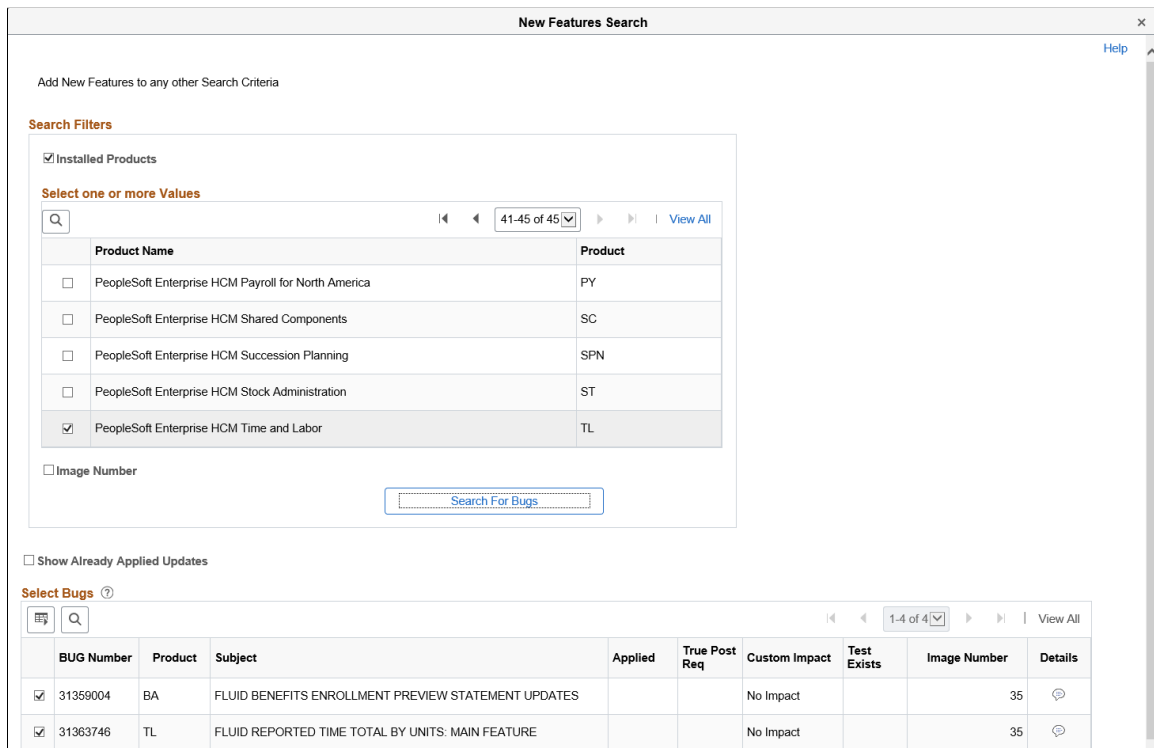 New Features Search ×
Help
Add New Features to any other Search Criteria
Search Filters
Installed Products
Select one or more Values
41-45 of 45 | View All
Product Name Product
PeopleSoft Enterprise HCM Payroll for North America PY
PeopleSoft Enterprise HCM Shared Components SC
PeopleSoft Enterprise HCM Succession Planning SPN
PeopleSoft Enterprise HCM Stock Administration ST
PeopleSoft Enterprise HCM Time and Labor TL
Image Number
Search For Bugs
Show Already Applied Updates
Select Bugs ?
1-4 of 4 | View All
BUG Number Product Subject Applied True Post Req Custom Impact Test Exists Image Number Details
31359004 BA FLUID BENEFITS ENROLLMENT PREVIEW STATEMENT UPDATES No Impact 35
31363746 TL FLUID REPORTED TIME TOTAL BY UNITS: MAIN FEATURE No Impact 35